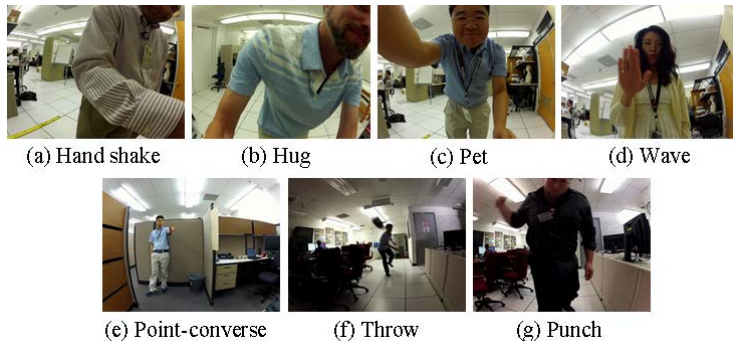 (a) Hand shake
(b) Hug
(c) Pet
(d) Wave
(e) Point-converse
(f) Throw
(g) Punch